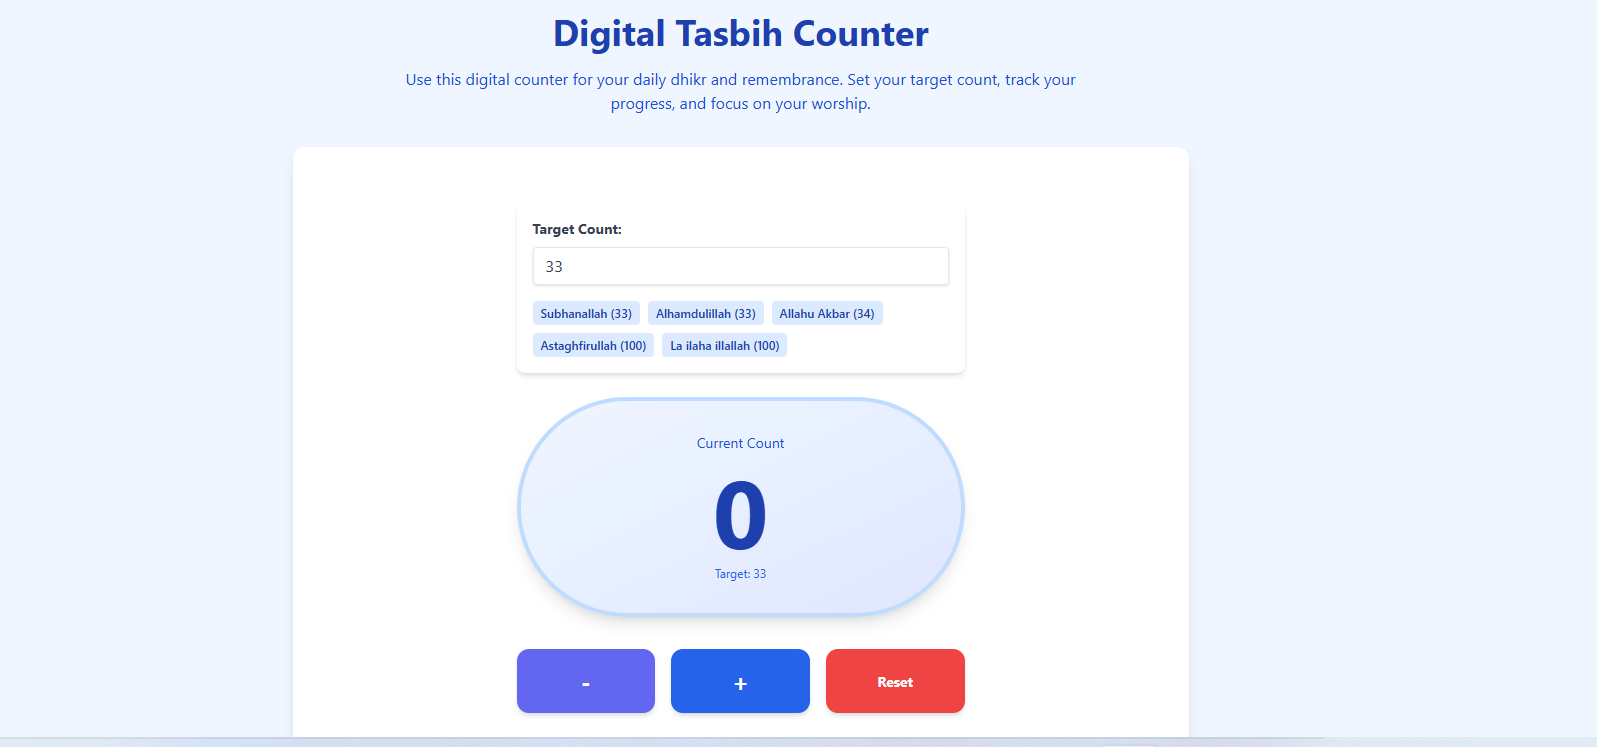 Digital Tasbih Counter
Use this digital counter for your daily dhikr and remembrance. Set your target count, track your
progress, and focus on your worship.
Target Count:
33
Subhanallah (33) Alhamdulillah (33) Allahu Akbar (34)
Astaghfirullah (100) La ilaha illallah (100)
Current Count
0
Target: 33
- + Reset